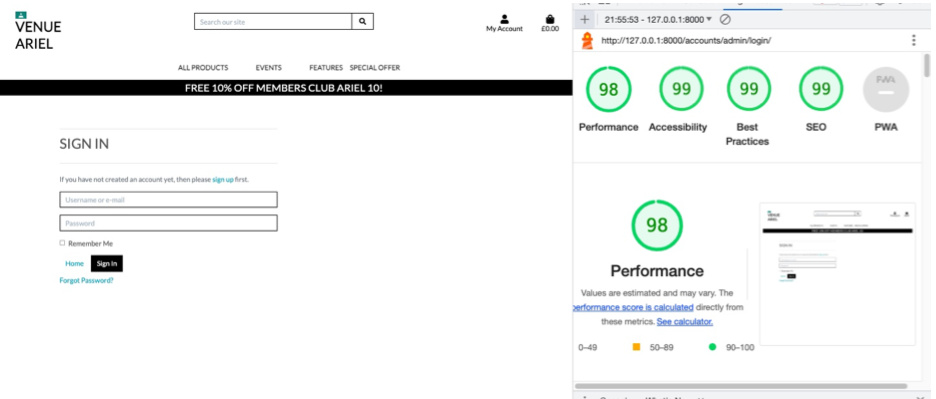 VENUE
ARIEL
Search our site
My Account
£0.00
ALL PRODUCTS EVENTS FEATURES SPECIAL OFFER
FREE 10% OFF MEMBERS CLUB ARIEL 10!
SIGN IN
If you have not created an account yet, then please sign up first.
Username or e-mail
Password
Remember Me
Home Sign In
Forgot Password?
21:55:53 - 127.0.0.1:8000
http://127.0.0.1:8000/accounts/admin/login/
98 99 99 99 PWA
Performance Accessibility Best Practices SEO PWA
98
Performance
Values are estimated and may vary. The
performance score is calculated directly from
these metrics. See calculator.
0–49 50–89 90–100